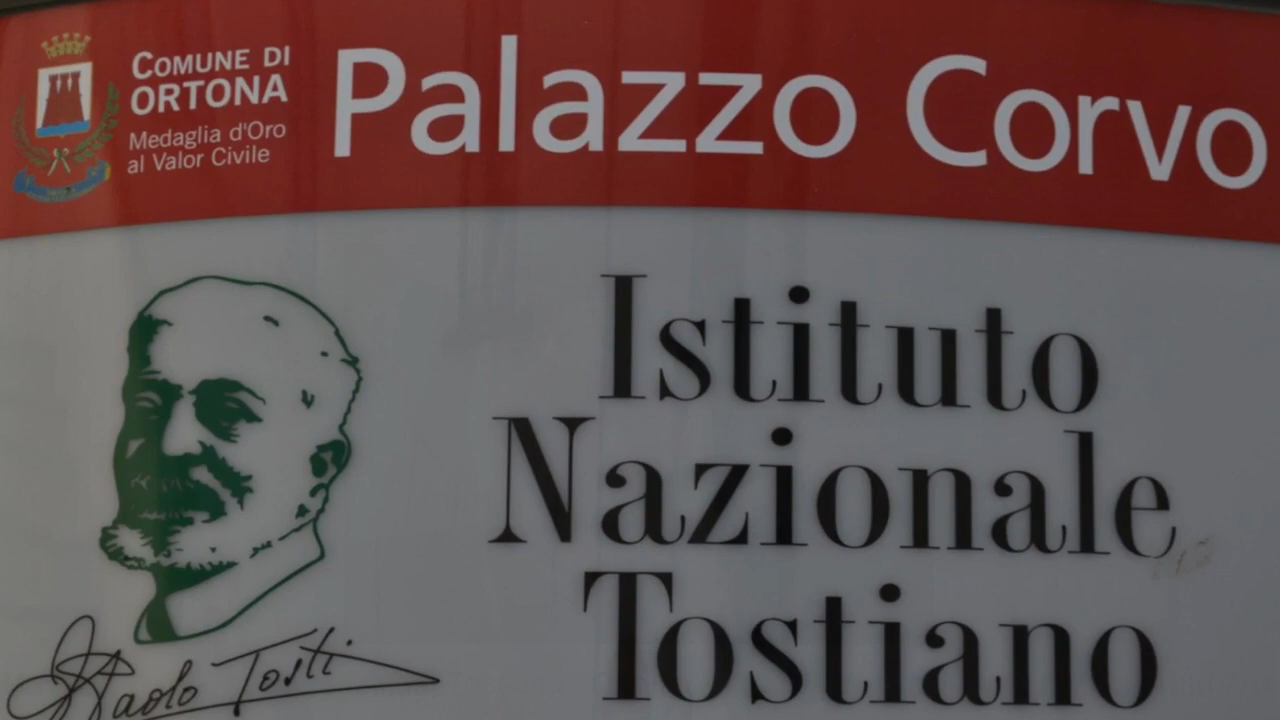 COMUNE DI
ORTONA
Medaglia d'Oro
al Valor Civile
Palazzo Corvo
Istituto
Nazionale
Tostiano
Paolo Tosti